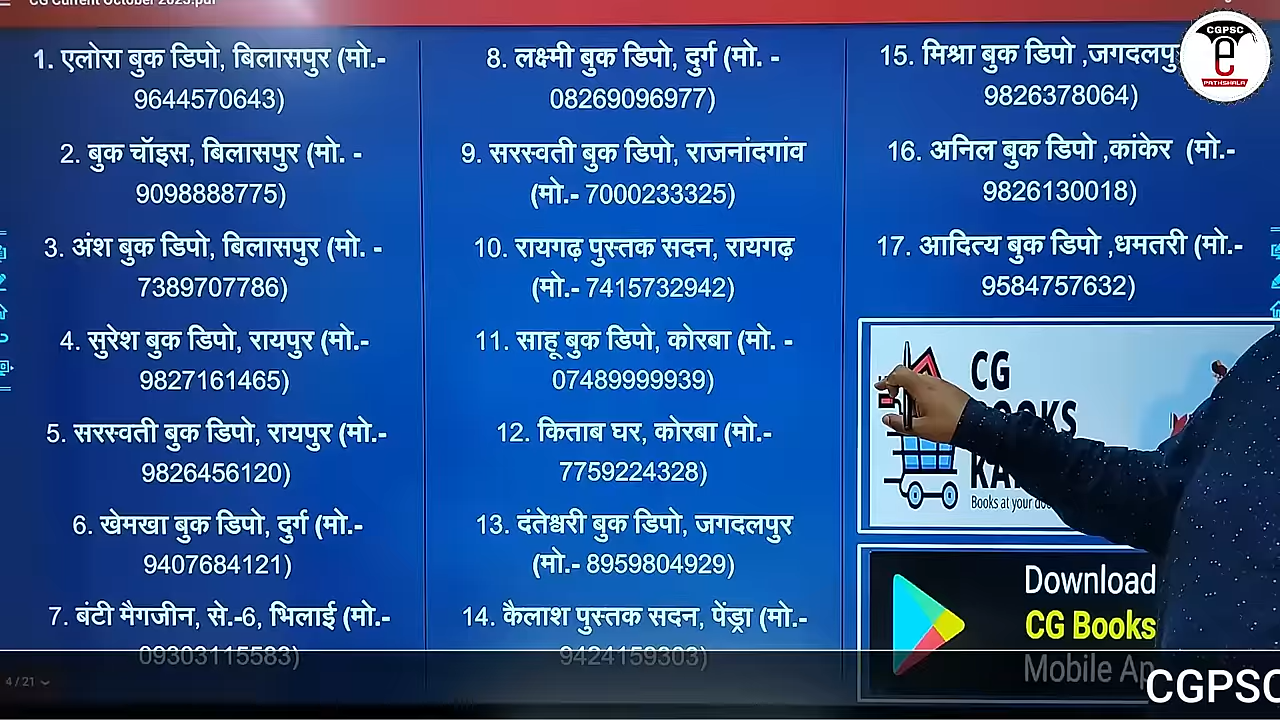 CG Current October 2023.pdf
1. एलोरा बुक डिपो, बिलासपुर (मो.-
9644570643)
2. बुक चॉइस, बिलासपुर (मो. -
9098888775)
3. अंश बुक डिपो, बिलासपुर (मो. -
7389707786)
4. सुरेश बुक डिपो, रायपुर (मो.-
9827161465)
5. सरस्वती बुक डिपो, रायपुर (मो.-
9826456120)
6. खेमखा बुक डिपो, दुर्ग (मो.-
9407684121)
7. बंटी मैगजीन, से.-6, भिलाई (मो.-
09303115583)
8. लक्ष्मी बुक डिपो, दुर्ग (मो. -
08269096977)
9. सरस्वती बुक डिपो, राजनांदगांव
(मो.- 7000233325)
10. रायगढ़ पुस्तक सदन, रायगढ़
(मो.- 7415732942)
11. साहू बुक डिपो, कोरबा (मो. -
07489999939)
12. किताब घर, कोरबा (मो.-
7759224328)
13. दंतेश्वरी बुक डिपो, जगदलपुर
(मो.- 8959804929)
14. कैलाश पुस्तक सदन, पेंड्रा (मो.-
9424159303)
15. मिश्रा बुक डिपो ,जगदलपु
9826378064)
16. अनिल बुक डिपो ,कांकेर (मो.-
9826130018)
17. आदित्य बुक डिपो ,धमतरी (मो.-
9584757632)
CG
BOOKS
Books at your
Download
CG Books
Mobile Ap
CGPSC
e
PATHSHALA
4 / 21
CGPSC